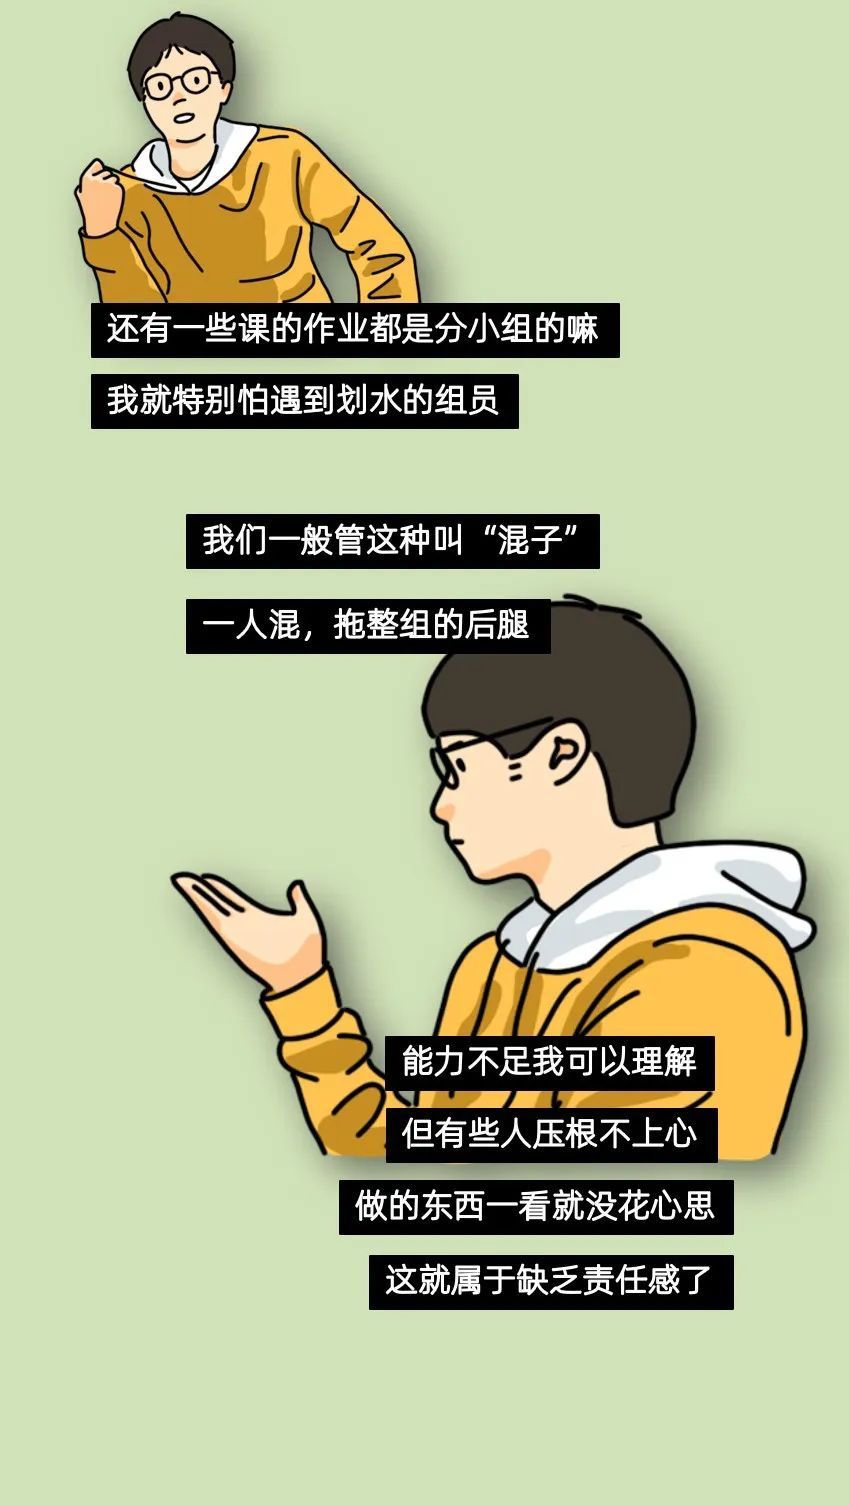 还有一些课的作业都是分小组的嘛
我就特别怕遇到划水的组员
我们一般管这种叫“混子”
一人混，拖整组的后腿
能力不足我可以理解
但有些人压根不上心
做的东西一看就没花心思
这就属于缺乏责任感了